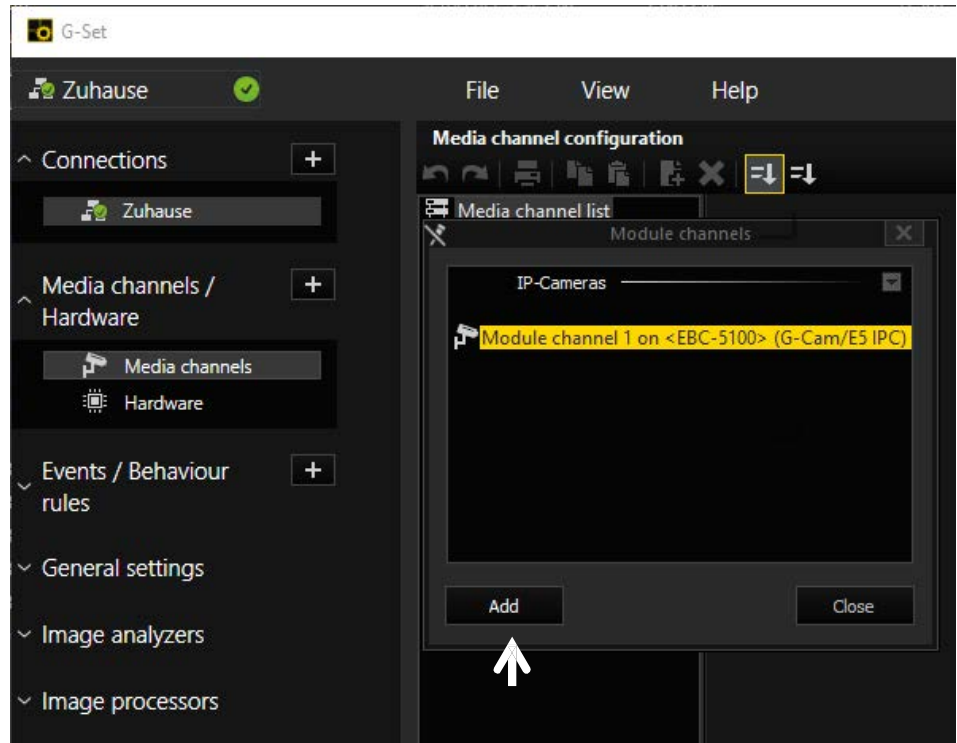 G-Set
Zuhause
File View Help
Connections
Zuhause
Media channels /
Hardware
Media channels
Hardware
Events / Behaviour
rules
General settings
Image analyzers
Image processors
Media channel configuration
Media channel list
Module channels
IP-Cameras
Module channel 1 on <EBC-5100> (G-Cam/E5 IPC)
Add Close